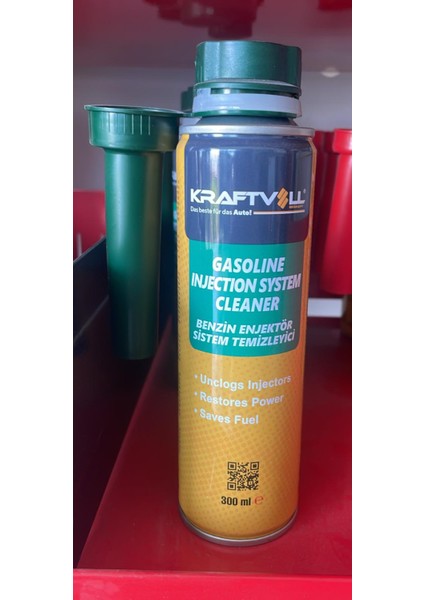 KRAFTVOLL®
Das beste für das Auto!
GASOLINE
INJECTION SYSTEM
CLEANER
BENZİN ENJEKTÖR
SİSTEM TEMİZLEYİCİ
• Unclogs Injectors
• Restores Power
• Saves Fuel
300 ml ℮